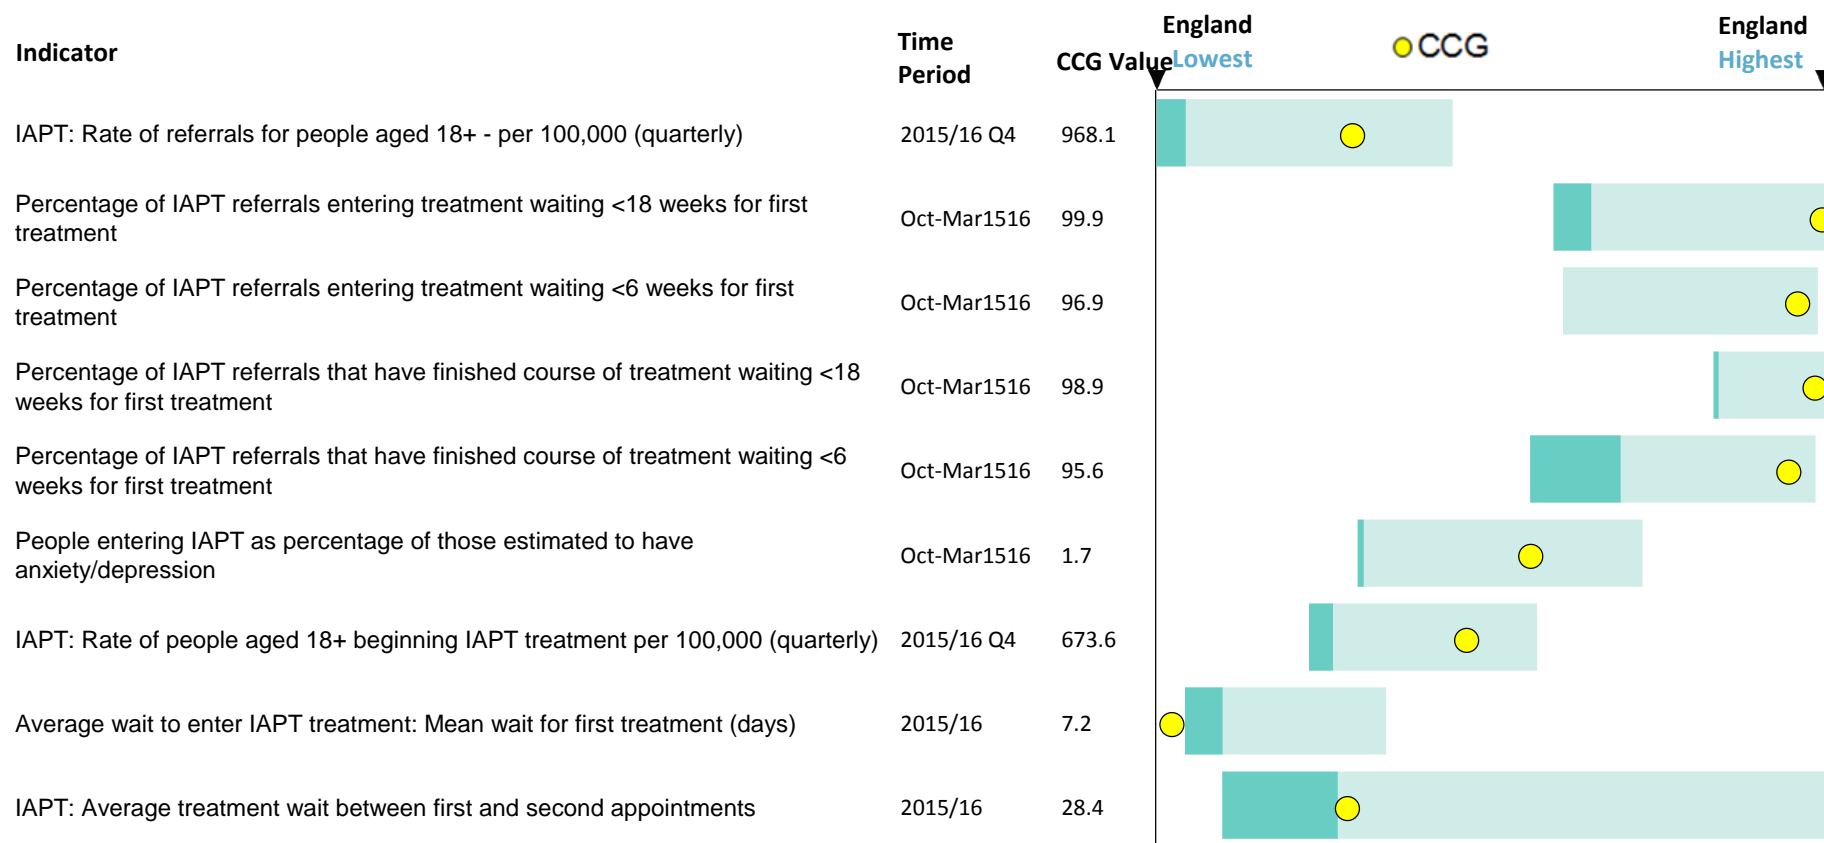 Indicator
Time
Period
CCG Value
England
Lowest
CCG
England
Highest
IAPT: Rate of referrals for people aged 18+ - per 100,000 (quarterly) 2015/16 Q4 968.1
Percentage of IAPT referrals entering treatment waiting <18 weeks for first
treatment
Oct-Mar1516 99.9
Percentage of IAPT referrals entering treatment waiting <6 weeks for first
treatment
Oct-Mar1516 96.9
Percentage of IAPT referrals that have finished course of treatment waiting <18
weeks for first treatment
Oct-Mar1516 98.9
Percentage of IAPT referrals that have finished course of treatment waiting <6
weeks for first treatment
Oct-Mar1516 95.6
People entering IAPT as percentage of those estimated to have
anxiety/depression
Oct-Mar1516 1.7
IAPT: Rate of people aged 18+ beginning IAPT treatment per 100,000 (quarterly) 2015/16 Q4 673.6
Average wait to enter IAPT treatment: Mean wait for first treatment (days) 2015/16 7.2
IAPT: Average treatment wait between first and second appointments 2015/16 28.4